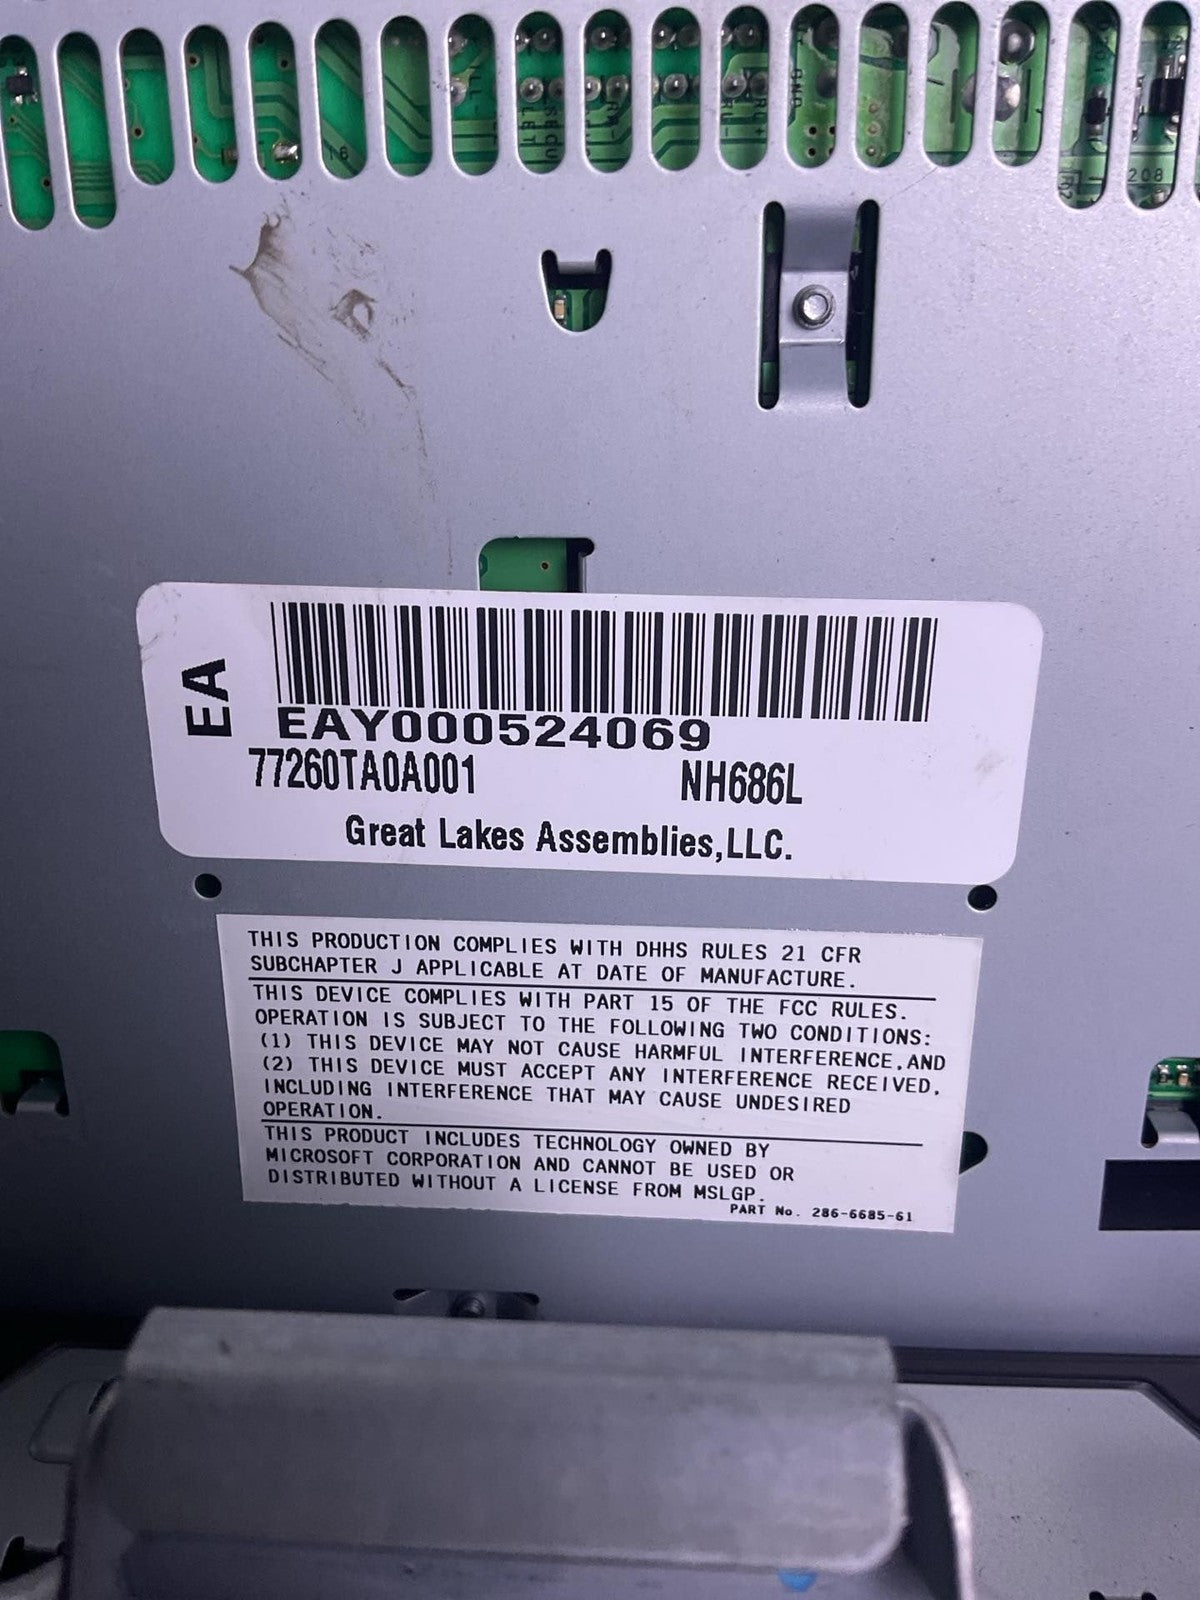 18
GND
208
EA
EAY000524069
77260TA0A001 NH686L
Great Lakes Assemblies,LLC.
THIS PRODUCTION COMPLIES WITH DHHS RULES 21 CFR
SUBCHAPTER J APPLICABLE AT DATE OF MANUFACTURE.
THIS DEVICE COMPLIES WITH PART 15 OF THE FCC RULES.
OPERATION IS SUBJECT TO THE FOLLOWING TWO CONDITIONS:
(1) THIS DEVICE MAY NOT CAUSE HARMFUL INTERFERENCE,AND
(2) THIS DEVICE MUST ACCEPT ANY INTERFERENCE RECEIVED,
INCLUDING INTERFERENCE THAT MAY CAUSE UNDESIRED
OPERATION.
THIS PRODUCT INCLUDES TECHNOLOGY OWNED BY
MICROSOFT CORPORATION AND CANNOT BE USED OR
DISTRIBUTED WITHOUT A LICENSE FROM MSLGP.
PART No. 286-6685-61